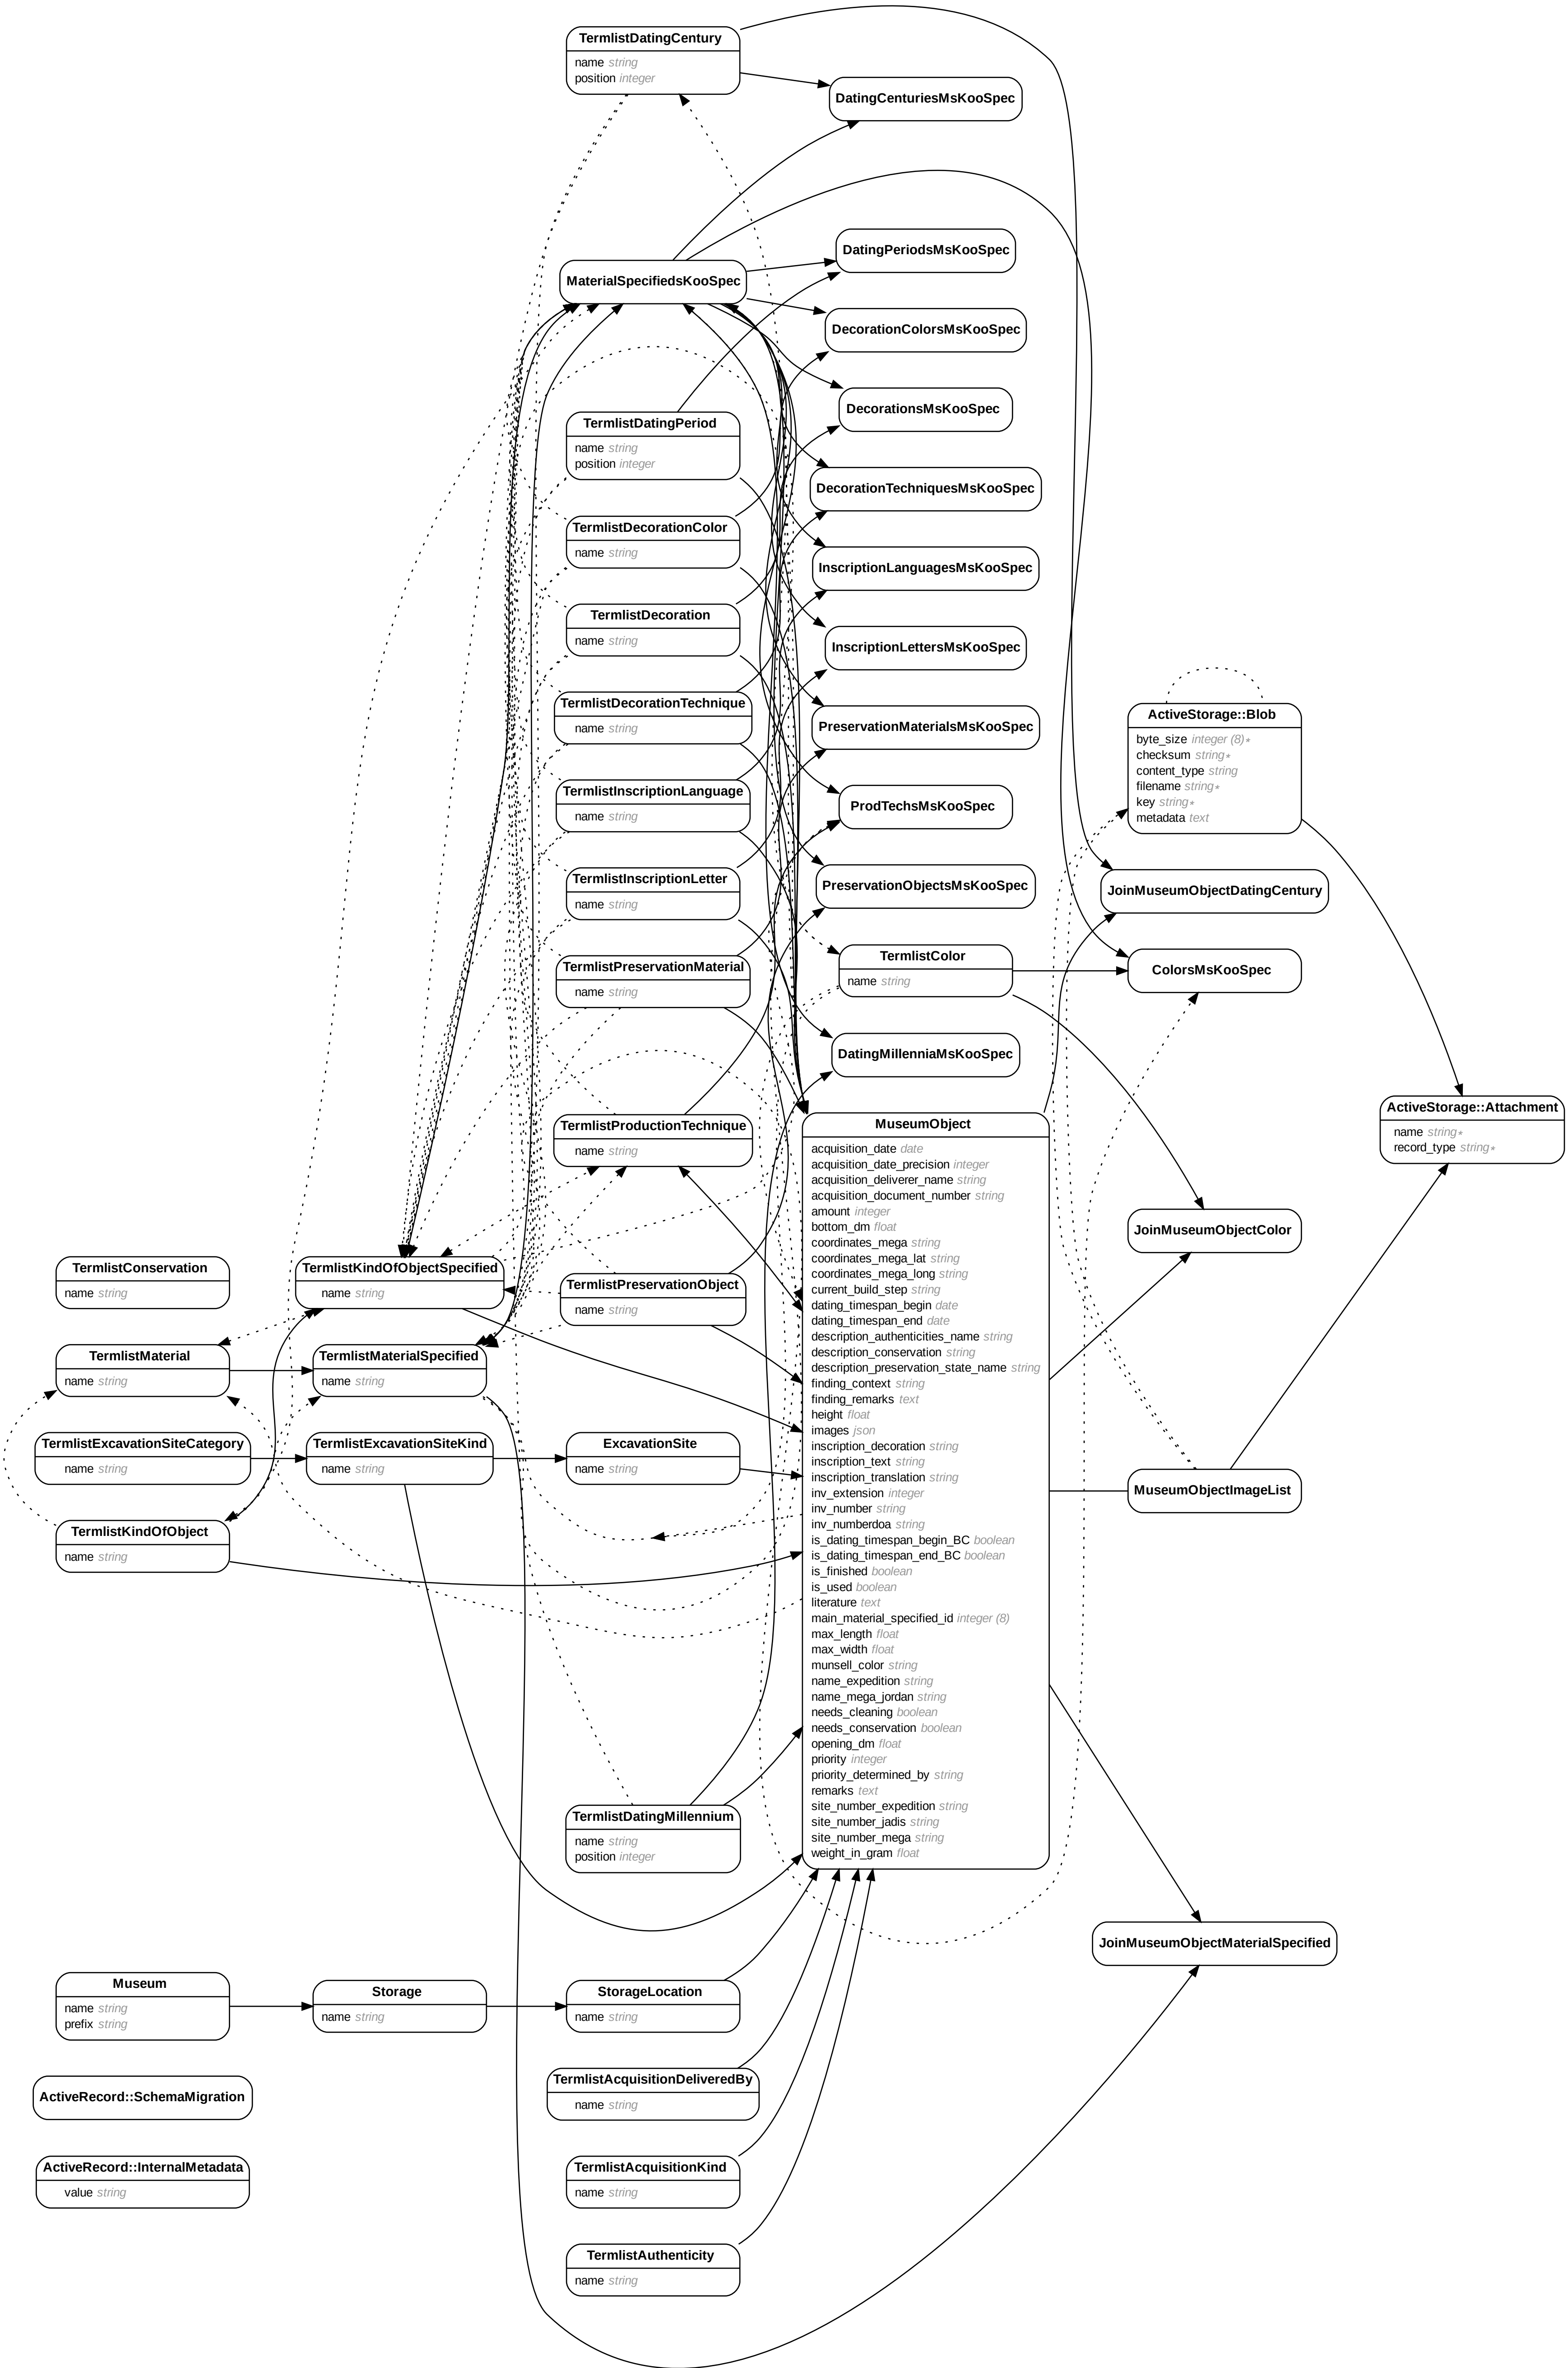 TermlistDatingCentury
name string
position integer
DatingCenturiesMsKooSpec
DatingPeriodsMsKooSpec
MaterialSpecifiedsKooSpec
DecorationColorsMsKooSpec
DecorationsMsKooSpec
TermlistDatingPeriod
name string
position integer
DecorationTechniquesMsKooSpec
TermlistDecorationColor
name string
InscriptionLanguagesMsKooSpec
TermlistDecoration
name string
InscriptionLettersMsKooSpec
TermlistDecorationTechnique
name string
PreservationMaterialsMsKooSpec
ActiveStorage::Blob
byte_size integer (8)∗
checksum string∗
content_type string
filename string∗
key string∗
metadata text
TermlistInscriptionLanguage
name string
ProdTechsMsKooSpec
TermlistInscriptionLetter
name string
PreservationObjectsMsKooSpec
JoinMuseumObjectDatingCentury
TermlistPreservationMaterial
name string
TermlistColor
name string
ColorsMsKooSpec
DatingMillenniaMsKooSpec
TermlistProductionTechnique
name string
ActiveStorage::Attachment
name string∗
record_type string∗
MuseumObject
acquisition_date date
acquisition_date_precision integer
acquisition_deliverer_name string
acquisition_document_number string
amount integer
bottom_dm float
coordinates_mega string
coordinates_mega_lat string
coordinates_mega_long string
current_build_step string
dating_timespan_begin date
dating_timespan_end date
description_authenticities_name string
description_conservation string
description_preservation_state_name string
finding_context string
finding_remarks text
height float
images json
inscription_decoration string
inscription_text string
inscription_translation string
inv_extension integer
inv_number string
inv_numberdoa string
is_dating_timespan_begin_BC boolean
is_dating_timespan_end_BC boolean
is_finished boolean
is_used boolean
literature text
main_material_specified_id integer (8)
max_length float
max_width float
munsell_color string
name_expedition string
name_mega_jordan string
needs_cleaning boolean
needs_conservation boolean
opening_dm float
priority integer
priority_determined_by string
remarks text
site_number_expedition string
site_number_jadis string
site_number_mega string
weight_in_gram float
JoinMuseumObjectColor
TermlistConservation
name string
TermlistKindOfObjectSpecified
name string
TermlistPreservationObject
name string
TermlistMaterial
name string
TermlistMaterialSpecified
name string
TermlistExcavationSiteCategory
name string
TermlistExcavationSiteKind
name string
ExcavationSite
name string
MuseumObjectImageList
TermlistKindOfObject
name string
TermlistDatingMillennium
name string
position integer
JoinMuseumObjectMaterialSpecified
Museum
name string
prefix string
Storage
name string
StorageLocation
name string
ActiveRecord::SchemaMigration
TermlistAcquisitionDeliveredBy
name string
ActiveRecord::InternalMetadata
value string
TermlistAcquisitionKind
name string
TermlistAuthenticity
name string